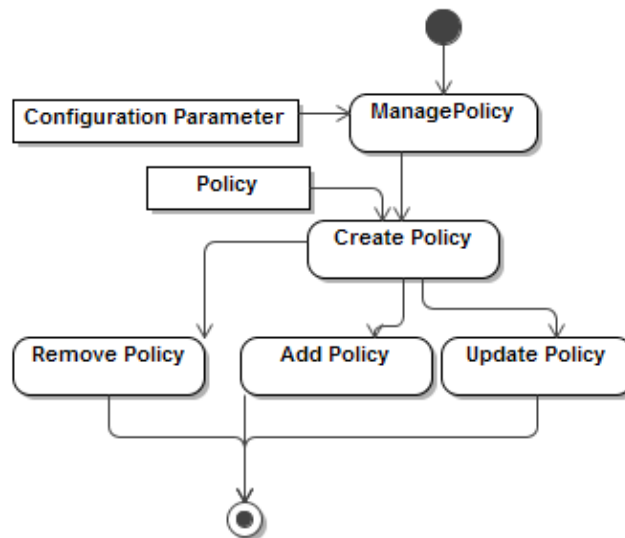 ManagePolicy
Configuration Parameter
Policy
Create Policy
Remove Policy
Add Policy
Update Policy